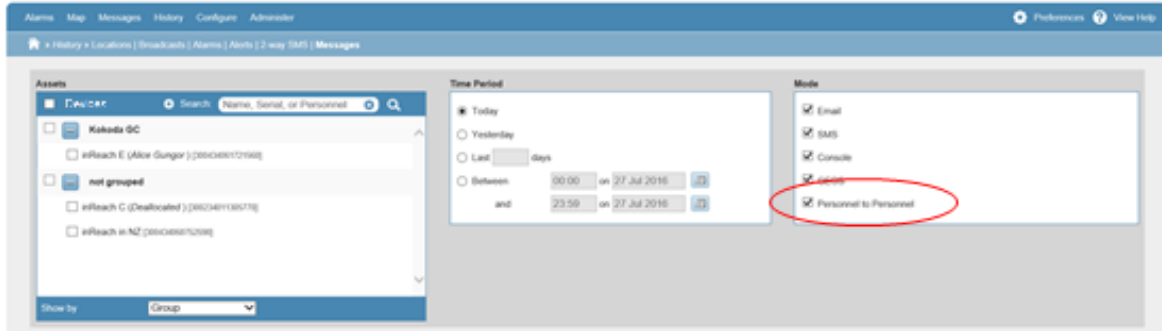 Alarms Map Messages History Configure Administer Preferences View Help
» History » Locations | Broadcasts | Alarms | Alerts | 2-way SMS | Messages
Assets
Devices Search: Name, Serial, or Personnel
Kokoda GC
inReach E (Alice Gungor)
not grouped
inReach C (Deallocated)
inReach in NZ
Show by Group
Time Period
Today
Yesterday
Last days
Between 00:00 on 27 Jul 2016
and 23:59 on 27 Jul 2016
Mode
Email
SMS
Console
GEOS
Personnel to Personnel